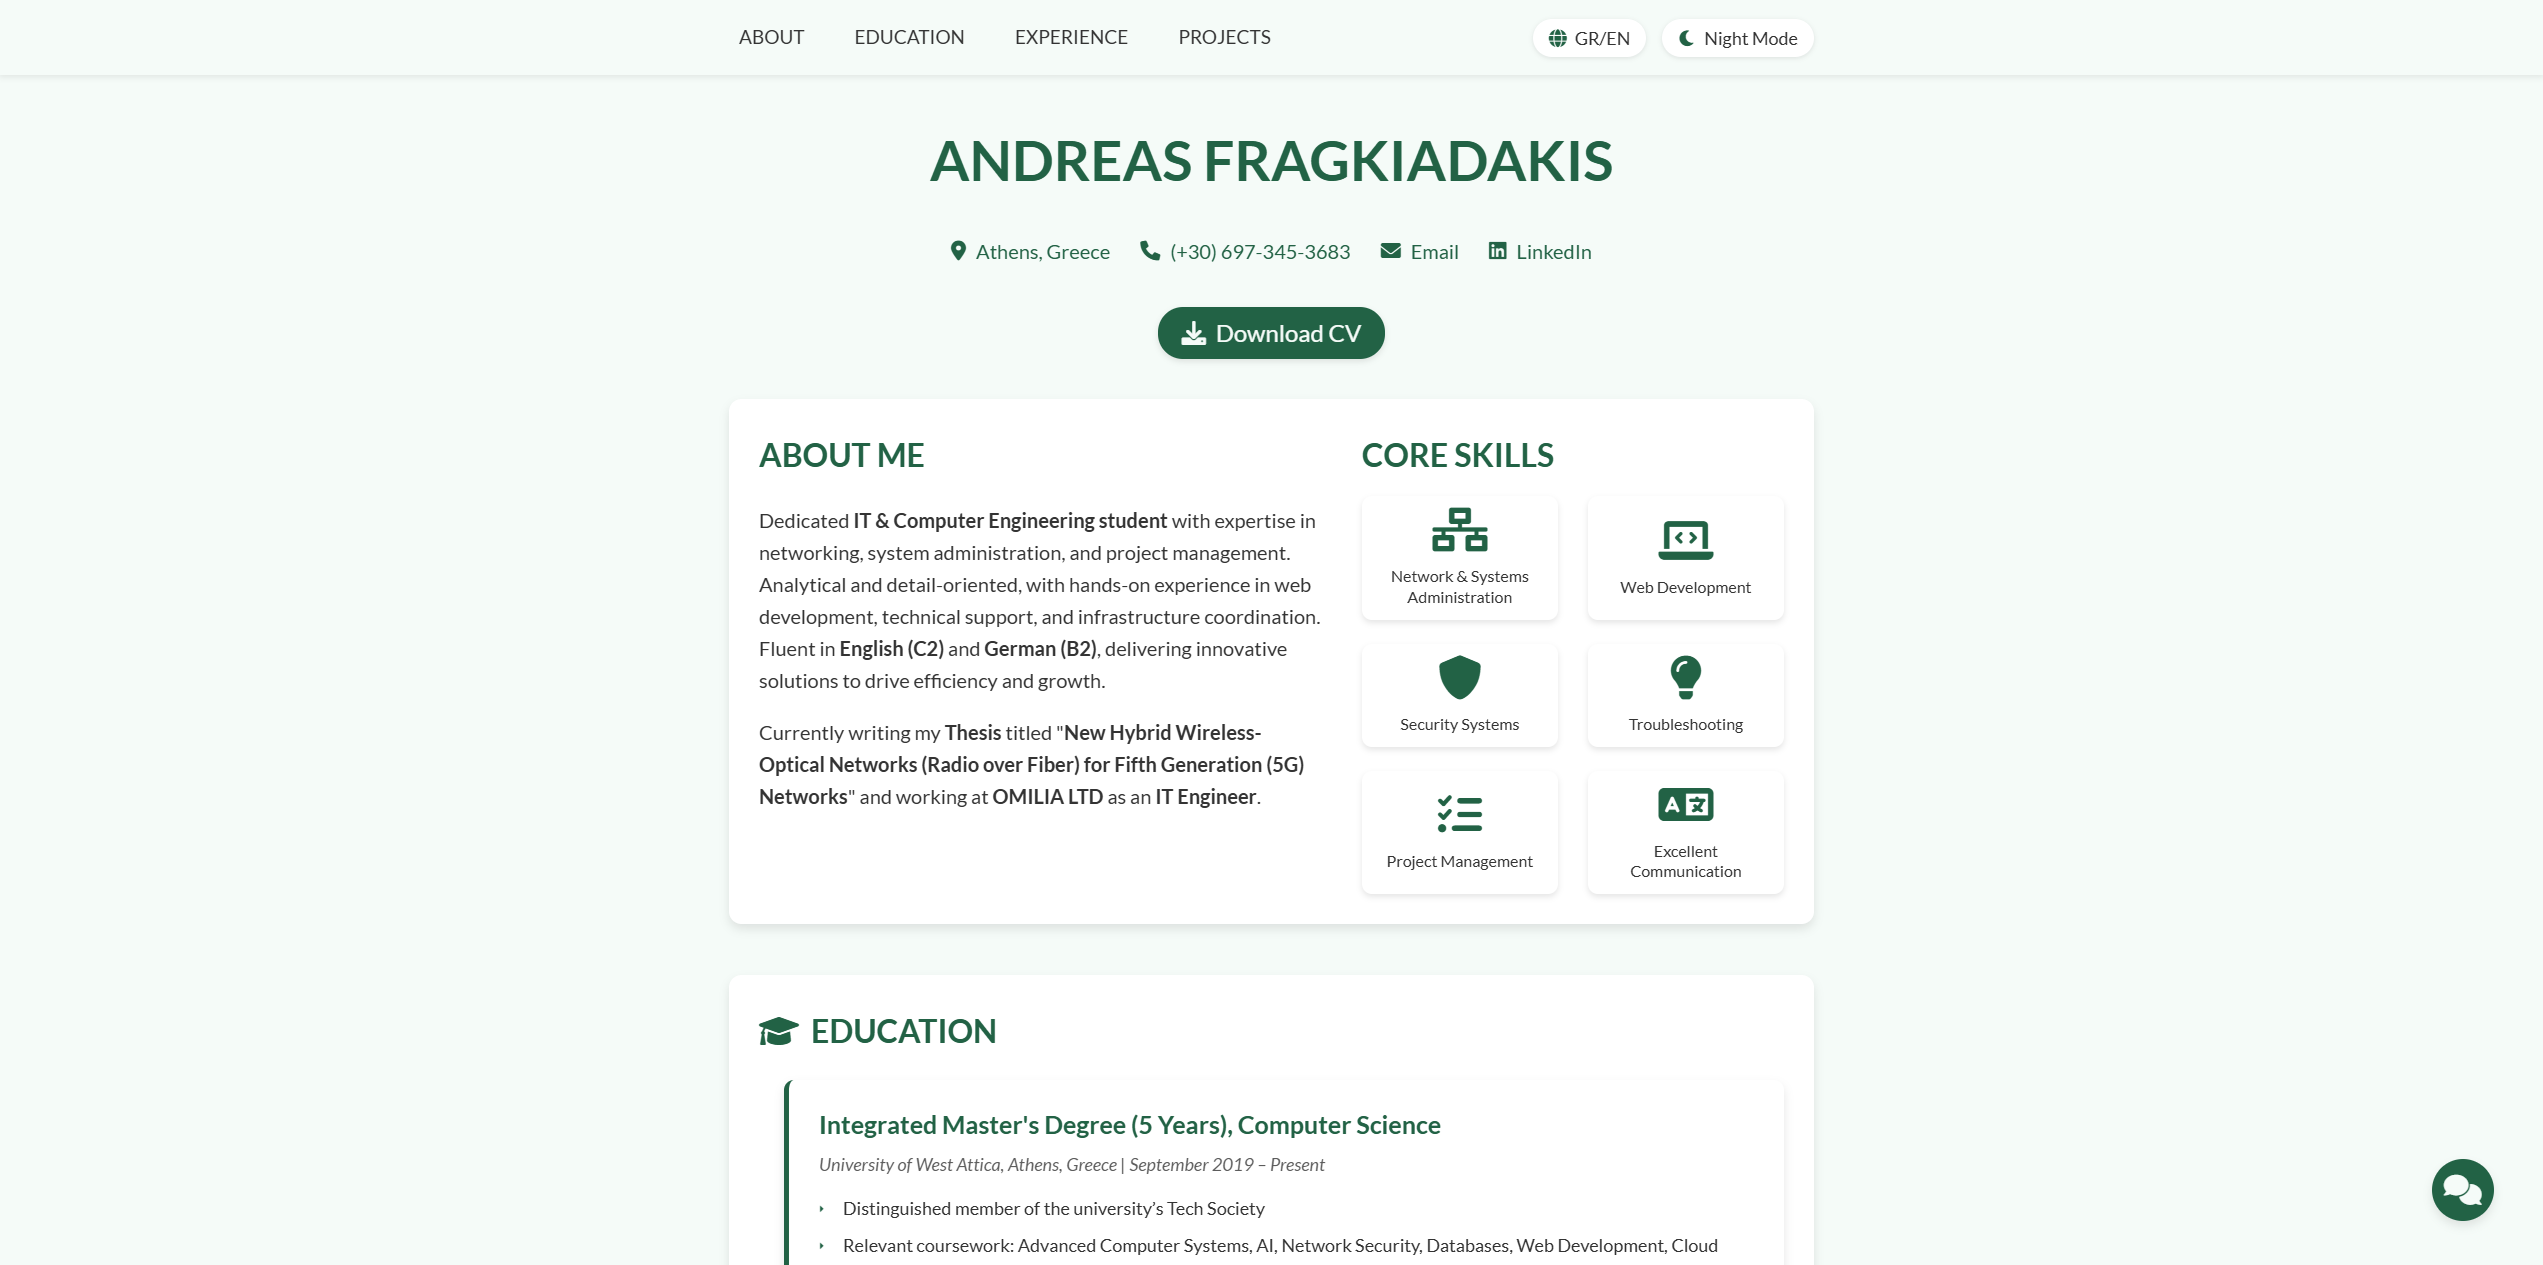 ABOUT EDUCATION EXPERIENCE PROJECTS GR/EN Night Mode
ANDREAS FRAGKIADAKIS
Athens, Greece (+30) 697-345-3683 Email LinkedIn
Download CV
ABOUT ME
Dedicated IT & Computer Engineering student with expertise in
networking, system administration, and project management.
Analytical and detail-oriented, with hands-on experience in web
development, technical support, and infrastructure coordination.
Fluent in English (C2) and German (B2), delivering innovative
solutions to drive efficiency and growth.
Currently writing my Thesis titled "New Hybrid Wireless-
Optical Networks (Radio over Fiber) for Fifth Generation (5G)
Networks" and working at OMILIA LTD as an IT Engineer.
CORE SKILLS
Network & Systems
Administration
Web Development
Security Systems
Troubleshooting
Project Management
Excellent
Communication
EDUCATION
Integrated Master's Degree (5 Years), Computer Science
University of West Attica, Athens, Greece | September 2019 – Present
Distinguished member of the university’s Tech Society
Relevant coursework: Advanced Computer Systems, AI, Network Security, Databases, Web Development, Cloud